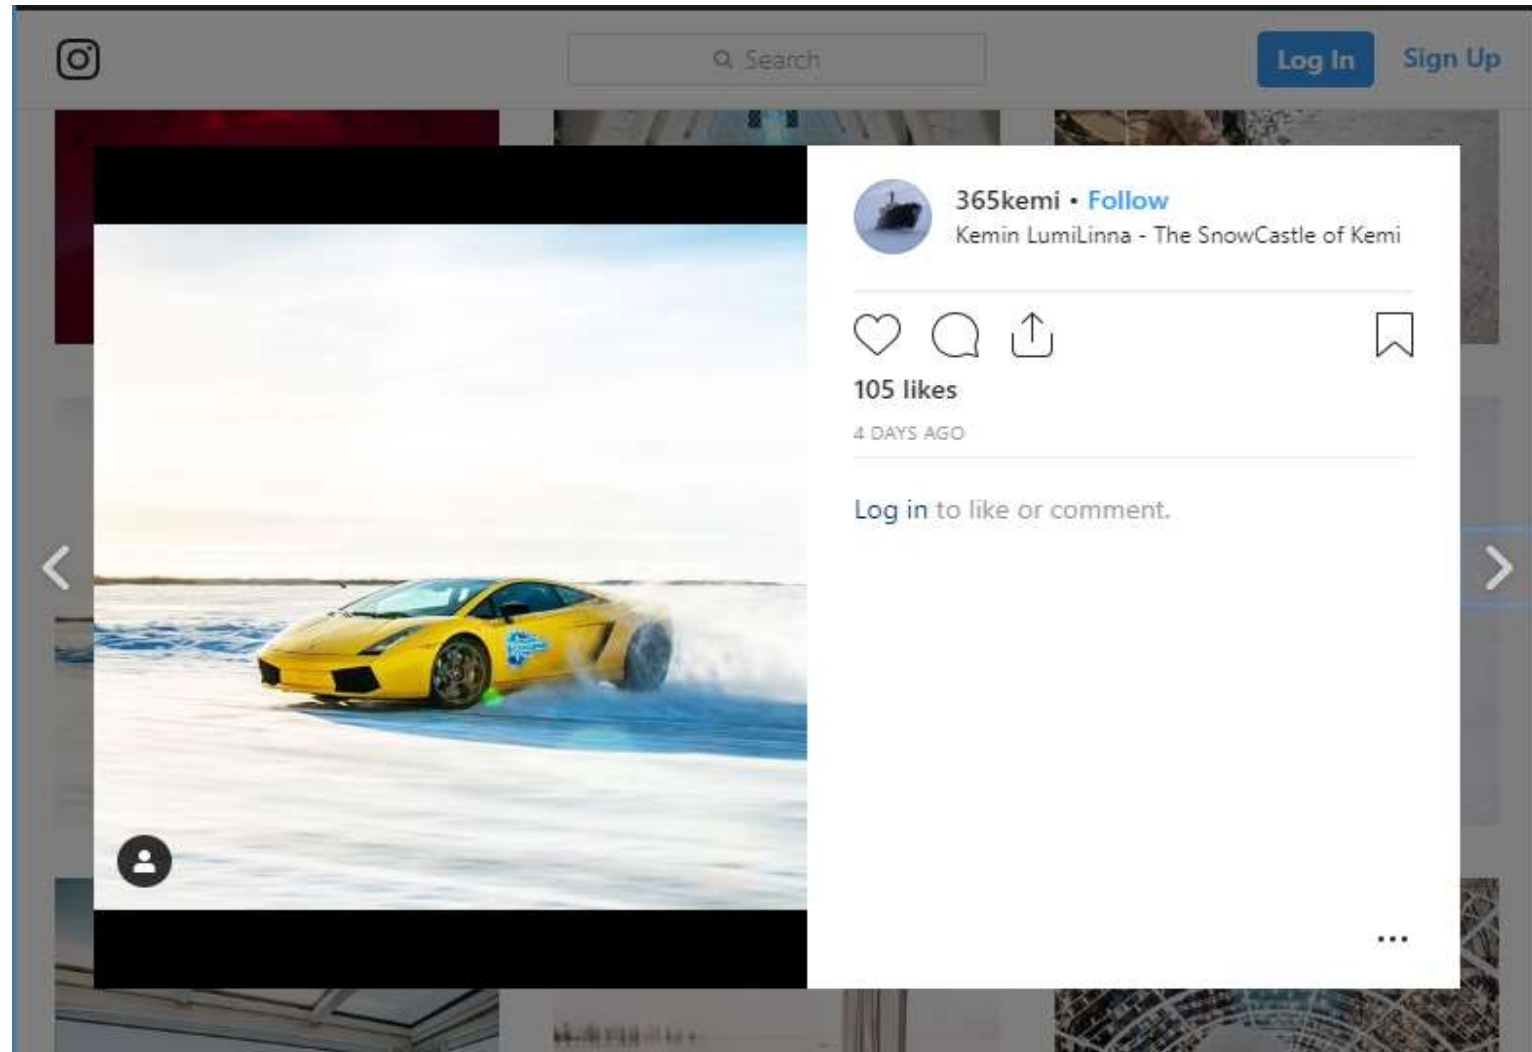 Search
Log In
Sign Up
365kemi • Follow
Kemin LumiLinna - The SnowCastle of Kemi
105 likes
4 DAYS AGO
Log in to like or comment.